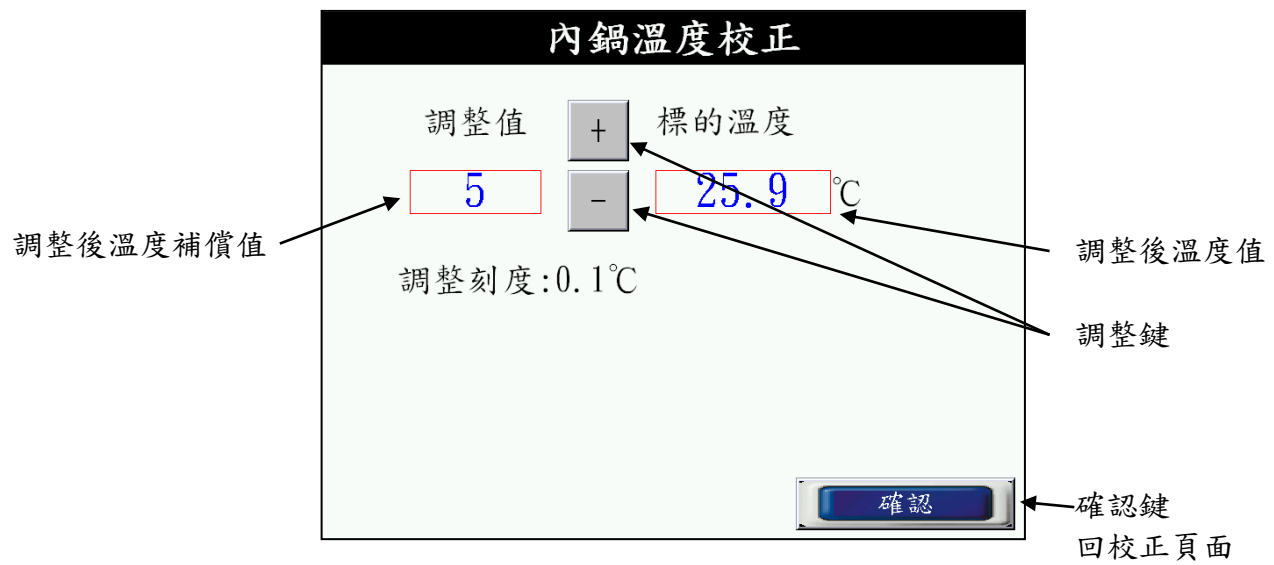 內鍋溫度校正
調整值
+
標的溫度
5
-
25.9
℃
調整後溫度補償值
調整後溫度值
調整刻度:0.1℃
調整鍵
確認
確認鍵
回校正頁面